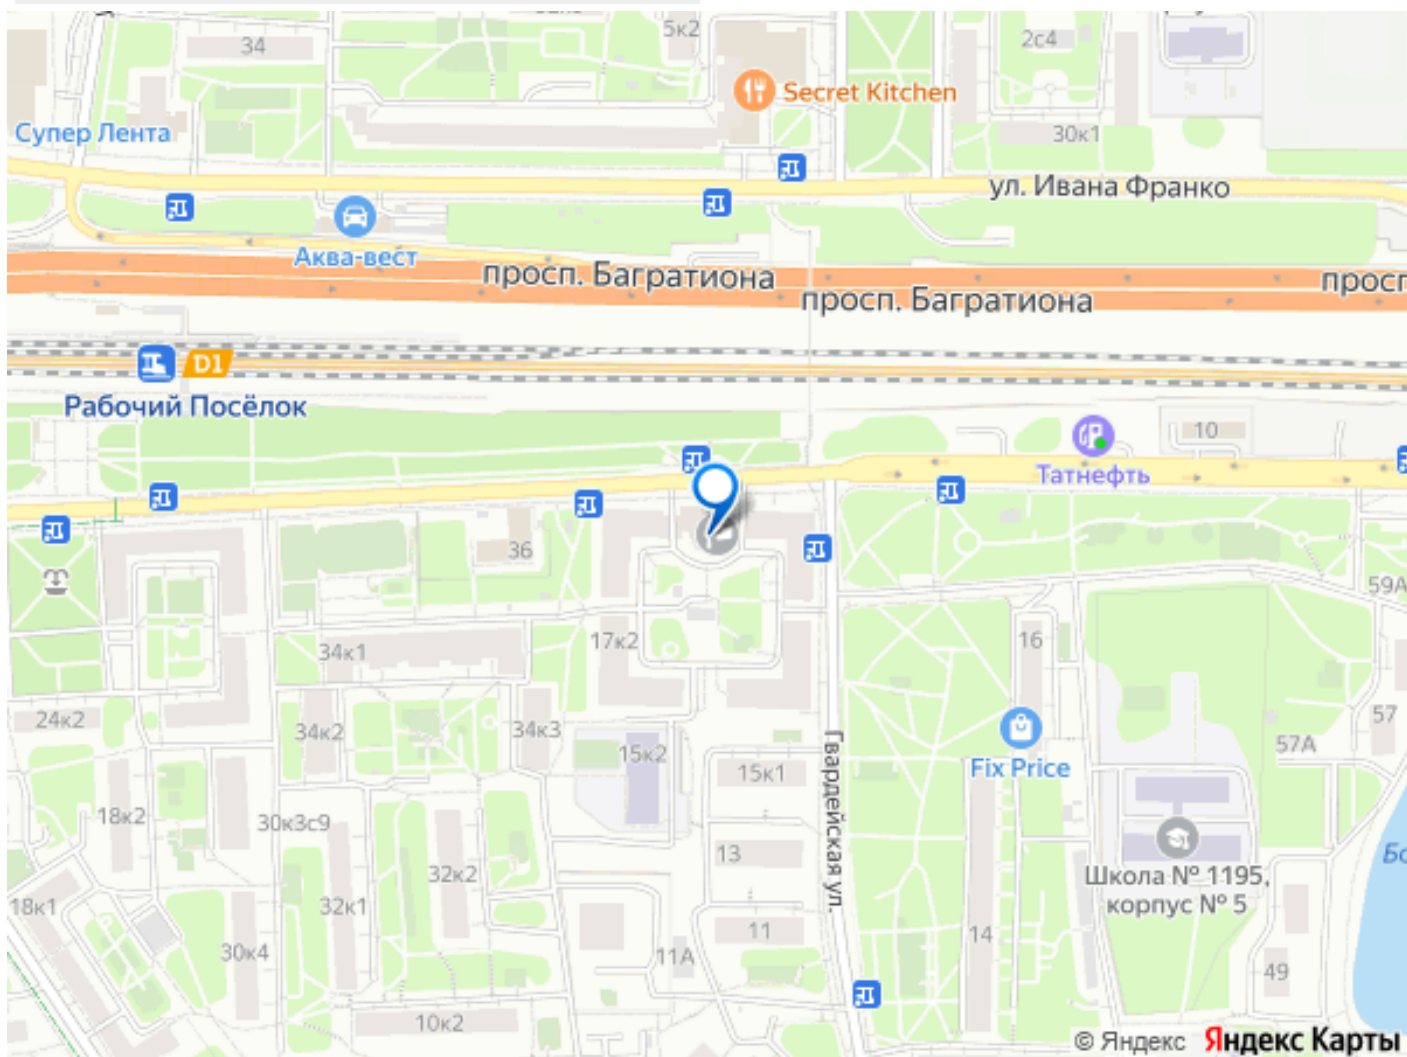 5к2
34
2с4
Secret Kitchen
Супер Лента
30к1
ул. Ивана Франко
Аква-вест
просп. Багратиона
просп. Багратиона
D1
Рабочий Посёлок
10
Татнефть
36
59А
17к2
16
34к1
24к2
34к2
34к3
15к2
15к1
Гвардейская ул.
Fix Price
57А
57
18к2
30к3с9
13
32к2
Школа № 1195,
корпус № 5
18к1
32к1
30к4
11
11А
14
49
10к2
© Яндекс Яндекс Карты